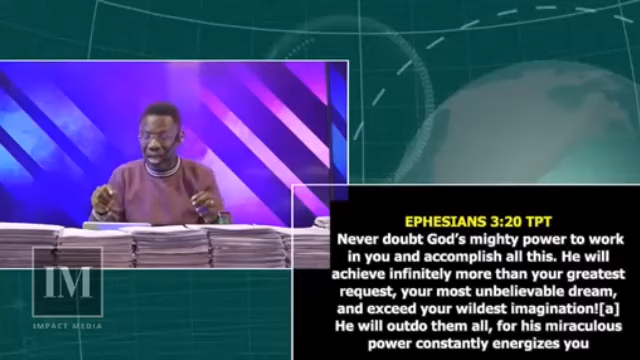 IM
IMPACT MEDIA
EPHESIANS 3:20 TPT
Never doubt God's mighty power to work
in you and accomplish all this. He will
achieve infinitely more than your greatest
request, your most unbelievable dream,
and exceed your wildest imagination![a]
He will outdo them all, for his miraculous
power constantly energizes you